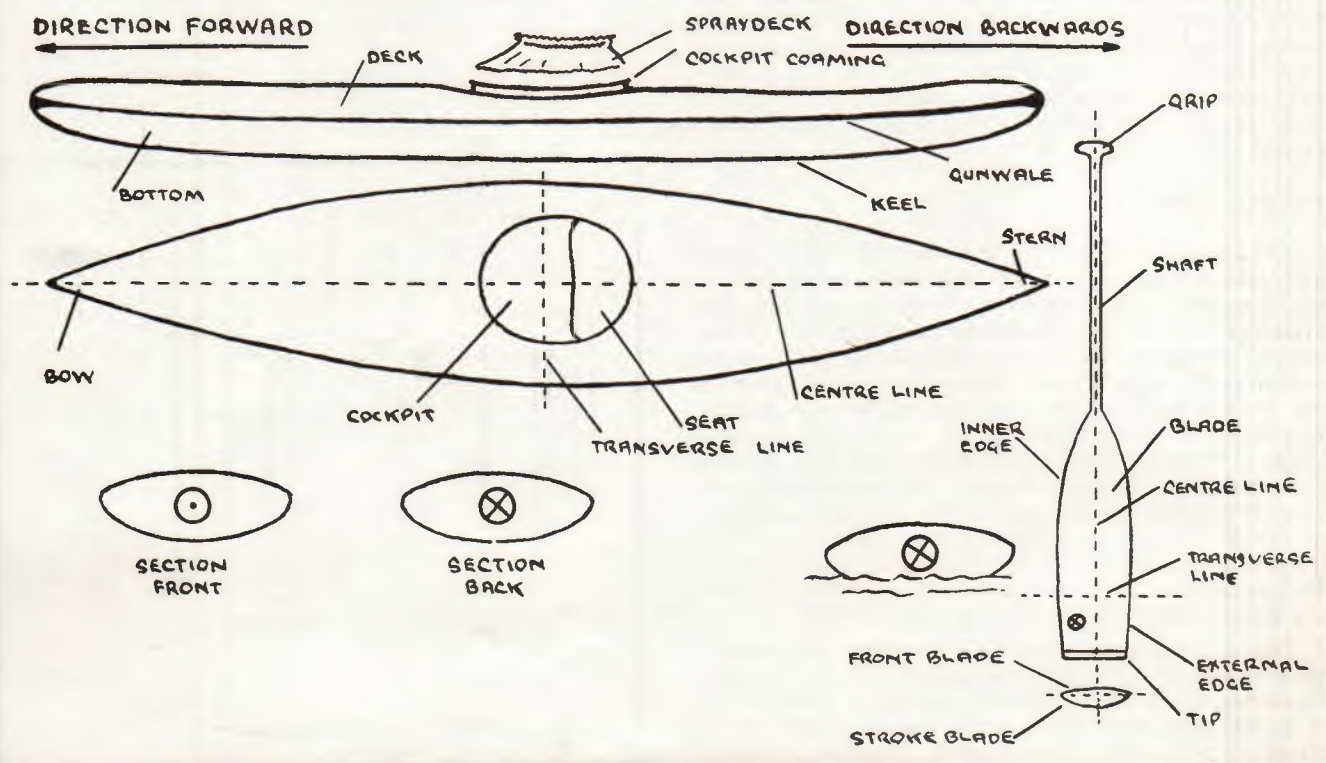 DIRECTION FORWARD
SPRAYDECK
DIRECTION BACKWARDS
DECK
COCKPIT COAMING
GRIP
BOTTOM
GUNWALE
KEEL
STERN
SHAFT
BOW
COCKPIT
SEAT
CENTRE LINE
TRANSVERSE LINE
INNER
EDGE
BLADE
CENTRE LINE
SECTION
FRONT
SECTION
BACK
TRANSVERSE
LINE
FRONT BLADE
EXTERNAL
EDGE
TIP
STROKE BLADE